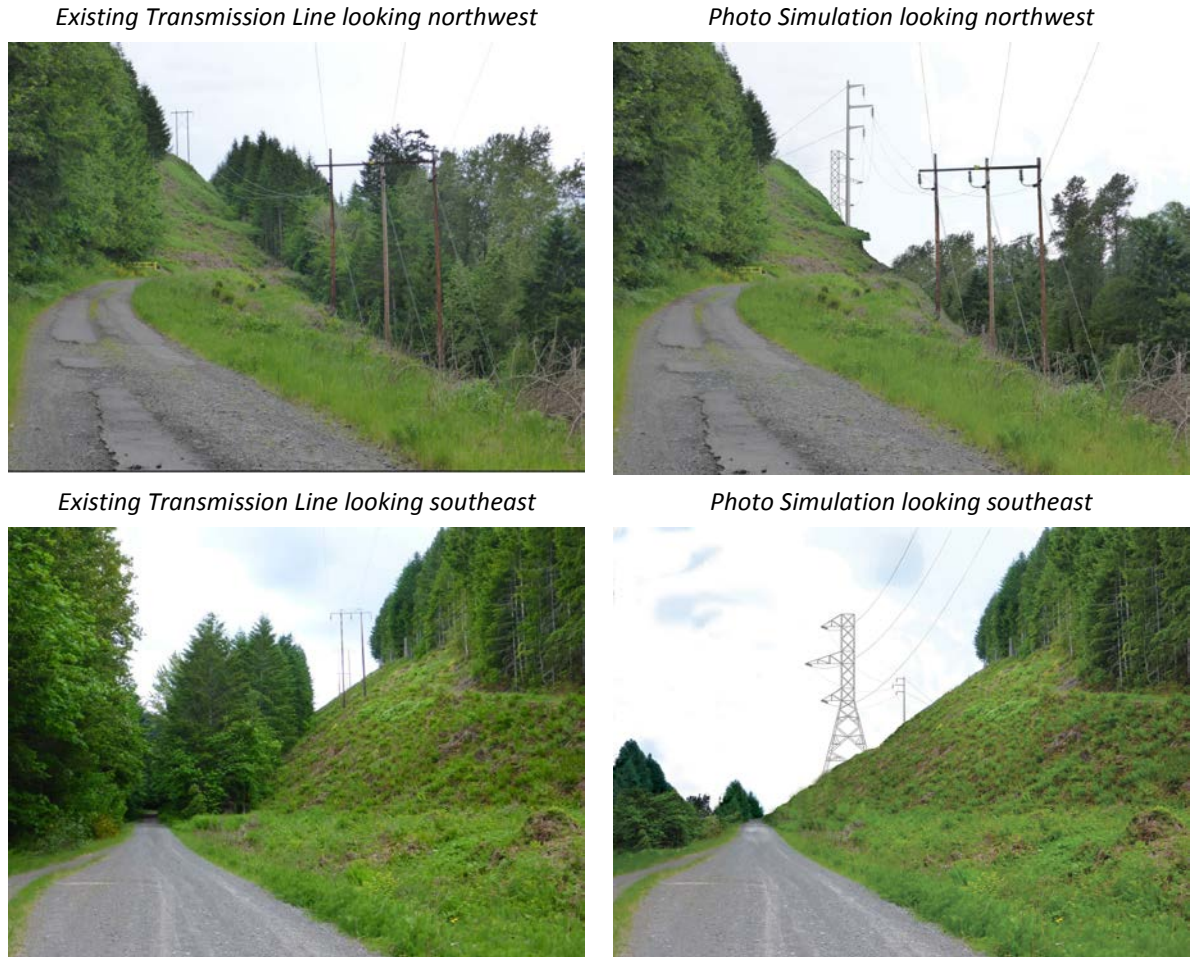 Existing Transmission Line looking northwest
Photo Simulation looking northwest
Existing Transmission Line looking southeast
Photo Simulation looking southeast